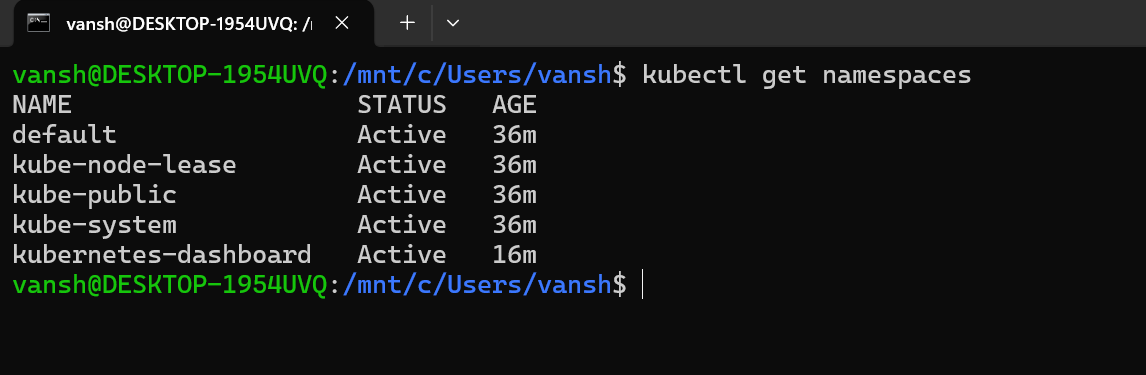 vansh@DESKTOP-1954UVQ: /
vansh@DESKTOP-1954UVQ:/mnt/c/Users/vansh$ kubectl get namespaces
NAME                   STATUS   AGE
default                Active   36m
kube-node-lease        Active   36m
kube-public            Active   36m
kube-system            Active   36m
kubernetes-dashboard   Active   16m
vansh@DESKTOP-1954UVQ:/mnt/c/Users/vansh$